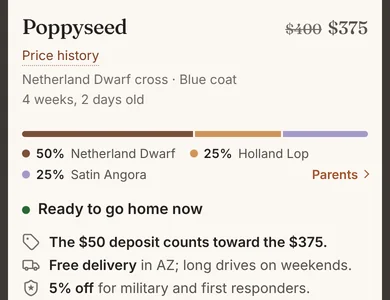 Poppyseed $400 $375
Price history
Netherland Dwarf cross · Blue coat
4 weeks, 2 days old
50% Netherland Dwarf 25% Holland Lop
25% Satin Angora Parents
Ready to go home now
The $50 deposit counts toward the $375.
Free delivery in AZ; long drives on weekends.
5% off for military and first responders.